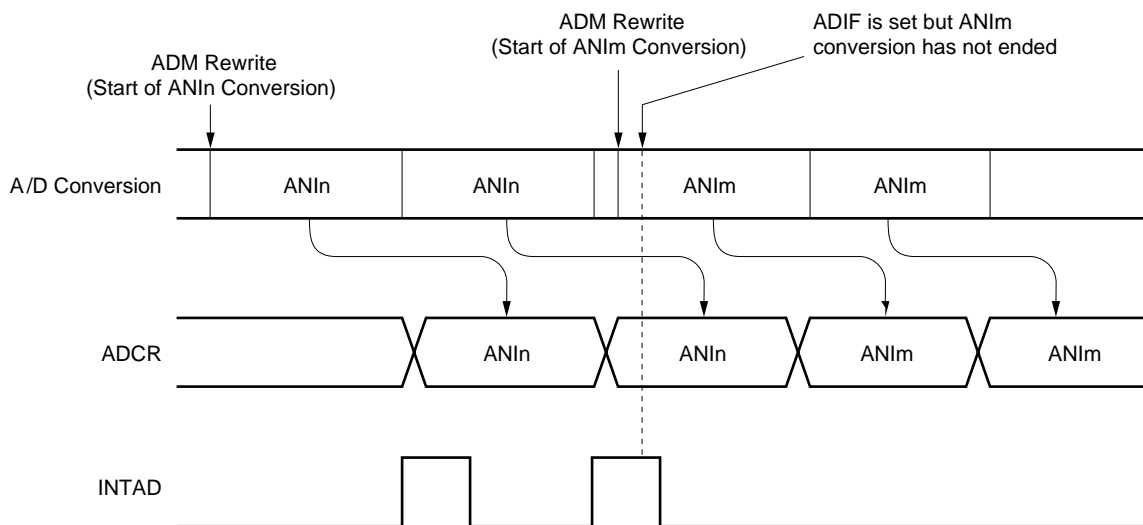 ADM Rewrite
(Start of ANIn Conversion)
ADM Rewrite
(Start of ANIm Conversion)
ADIF is set but ANIm
conversion has not ended
A/D Conversion
ANIn
ANIn
ANIm
ANIm
ADCR
ANIn
ANIn
ANIm
ANIm
INTAD